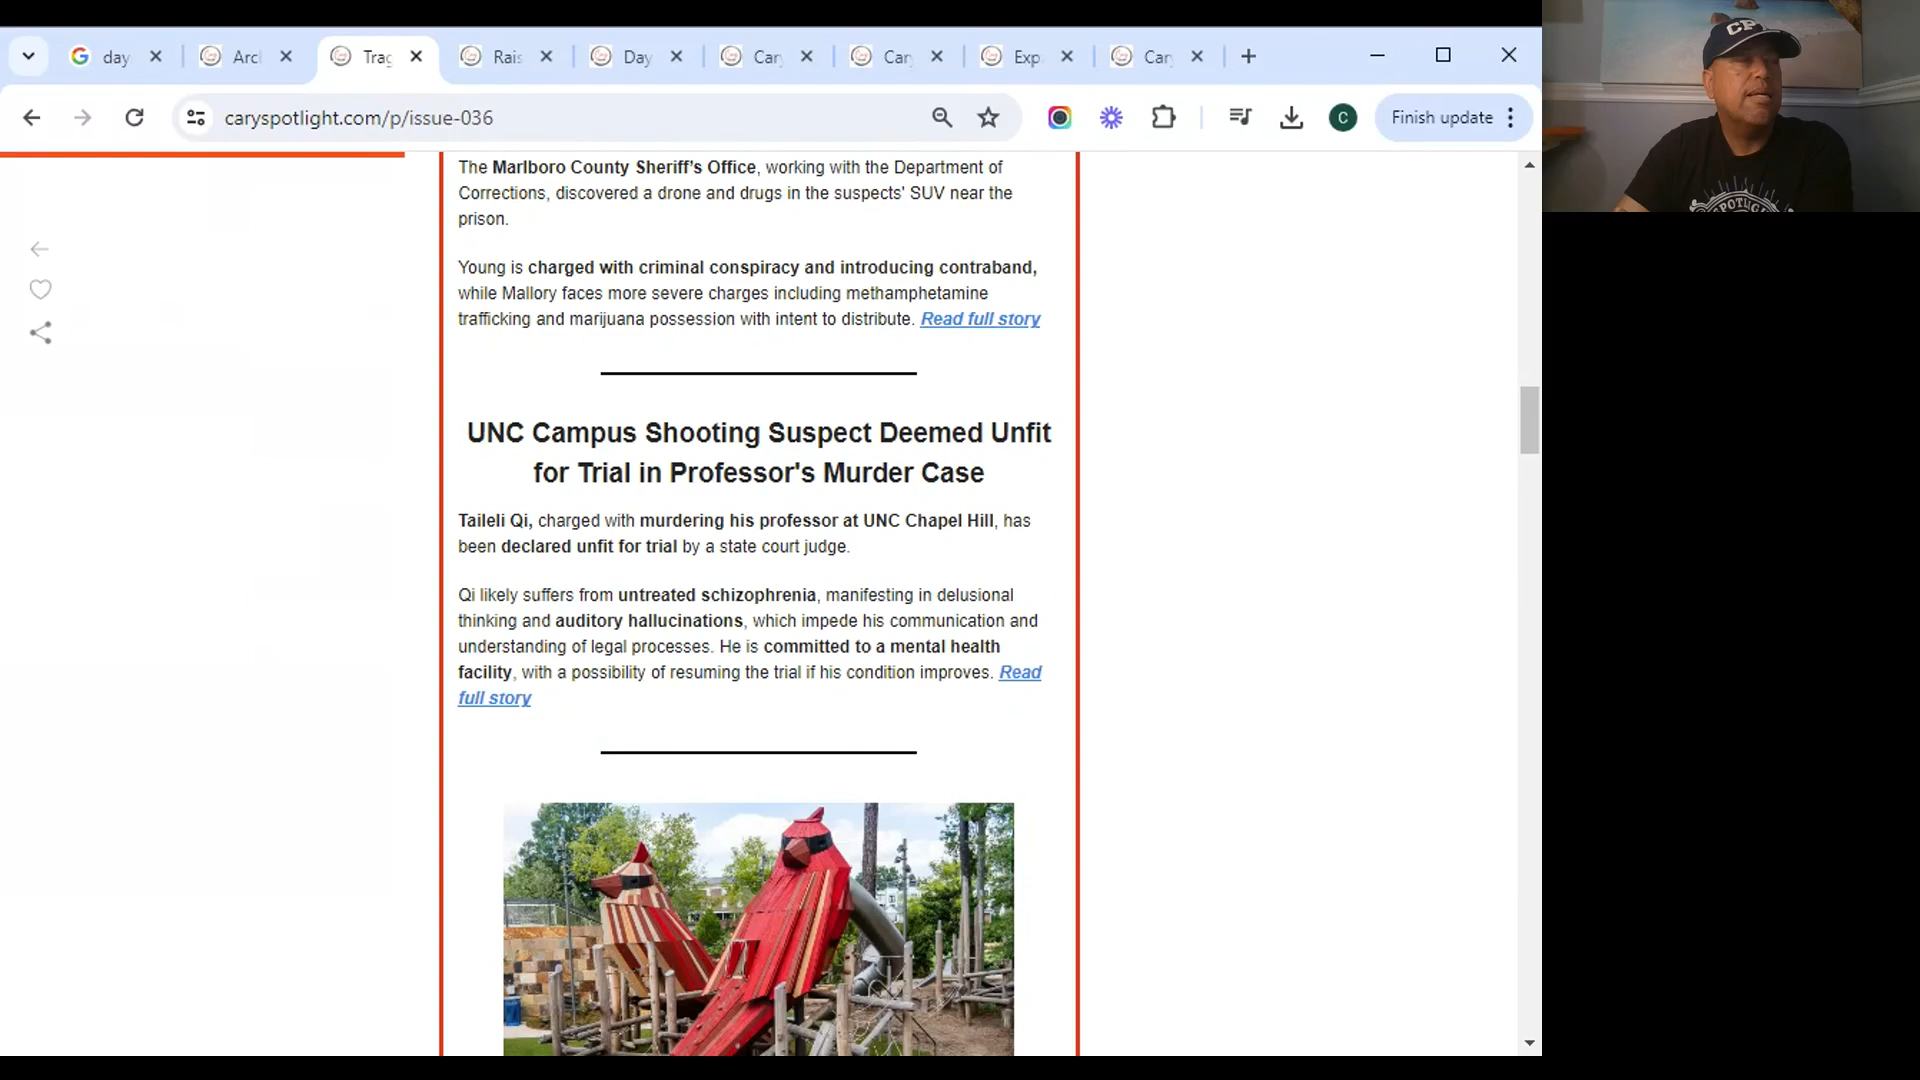 day
Arc
Trag
Rais
Day
Cary
Cary
Exp
Cary
caryspotlight.com/p/issue-036
C
Finish update
The Marlboro County Sheriff's Office, working with the Department of
Corrections, discovered a drone and drugs in the suspects' SUV near the
prison.
Young is charged with criminal conspiracy and introducing contraband,
while Mallory faces more severe charges including methamphetamine
trafficking and marijuana possession with intent to distribute. Read full story
UNC Campus Shooting Suspect Deemed Unfit
for Trial in Professor's Murder Case
Taileli Qi, charged with murdering his professor at UNC Chapel Hill, has
been declared unfit for trial by a state court judge.
Qi likely suffers from untreated schizophrenia, manifesting in delusional
thinking and auditory hallucinations, which impede his communication and
understanding of legal processes. He is committed to a mental health
facility, with a possibility of resuming the trial if his condition improves. Read
full story
SPOTLIG